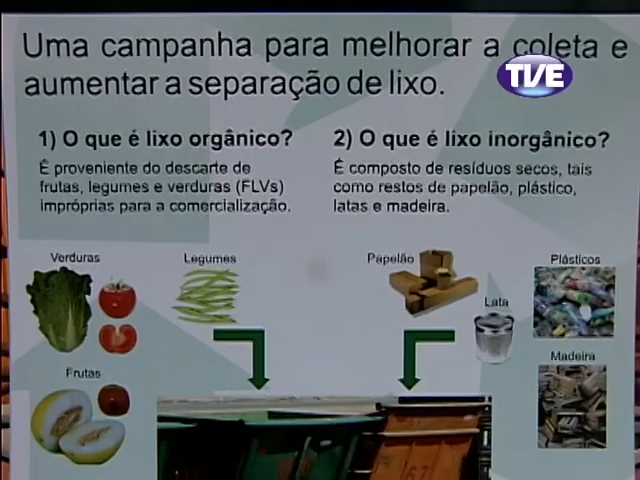 Uma campanha para melhorar a coleta e
aumentar a separação de lixo.
TVE
1) O que é lixo orgânico?
É proveniente do descarte de
frutas, legumes e verduras (FLVs)
impróprias para a comercialização.
2) O que é lixo inorgânico?
É composto de resíduos secos, tais
como restos de papelão, plástico,
latas e madeira.
Verduras
Legumes
Papelão
Plásticos
Lata
Madeira
Frutas
67